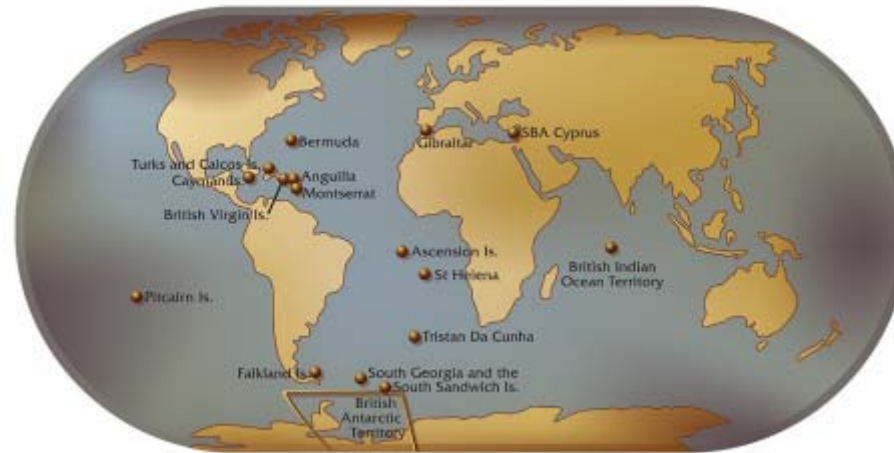 Bermuda
Gibraltar
SBA Cyprus
Turks and Calcos Is.
Cayman Is.
Anguilla
Montserrat
British Virgin Is.
Ascension Is.
St Helena
British Indian
Ocean Territory
Pitcairn Is.
Tristan Da Cunha
Falkland Is.
South Georgia and the
South Sandwich Is.
British
Antarctic
Territory